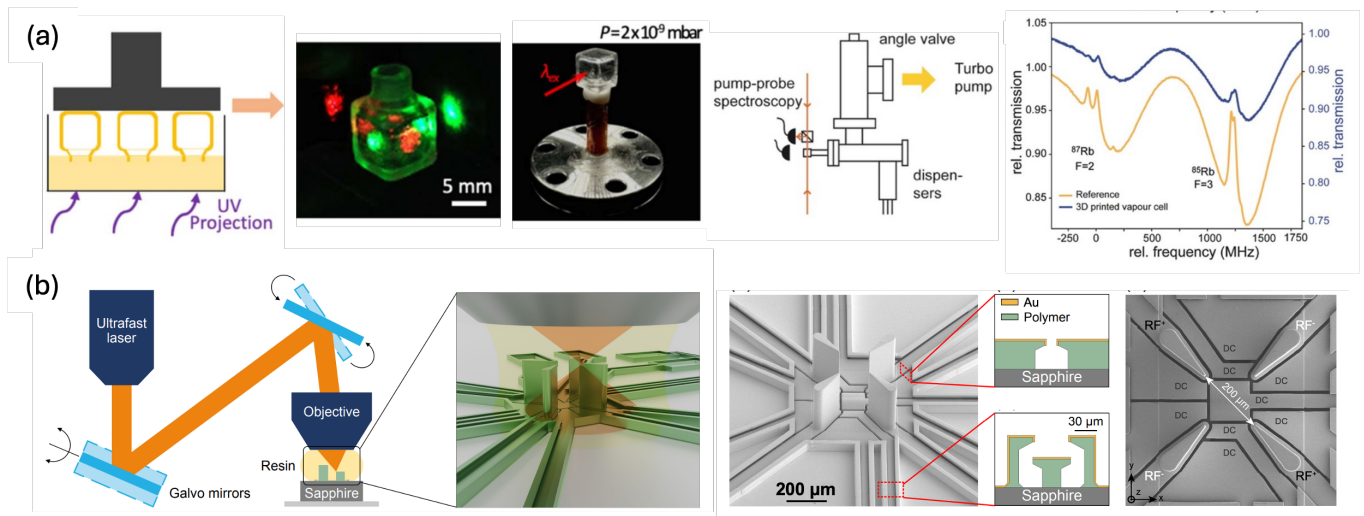 (a)
UV
Projection
5 mm
P=2x10⁻⁹ mbar
λex
angle valve
Turbo
pump
pump-probe
spectroscopy
dispen-
sers
1.05
1.00
0.95
0.90
0.85
rel. transmission
⁸⁷Rb
F=2
⁸⁵Rb
F=3
Reference
3D printed vapour cell
-250
0
500
750
1250
1500
1750
rel. frequency (MHz)
1.00
0.95
0.90
0.85
0.80
0.75
rel. transmission
(b)
Ultrafast
laser
Galvo mirrors
Objective
Resin
Sapphire
200 µm
Au
Polymer
Sapphire
30 µm
Sapphire
RF⁺
RF⁻
DC
DC
DC
DC
200 µm
DC
DC
DC
DC
RF⁻
RF⁺
y
z
x